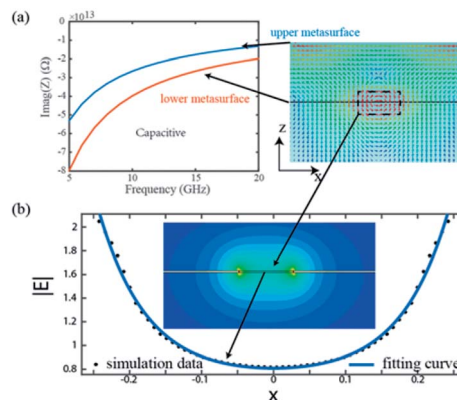 (a)
×10¹³
upper metasurface
lower metasurface
Capacitive
Imag(Z) (Ω)
-0
-1
-2
-3
-4
-5
-6
-7
-8
5
10
15
20
Frequency (GHz)
Z
X
(b)
|E|
2
1.8
1.6
1.4
1.2
1
0.8
simulation data
fitting curve
-0.2
-0.1
0
0.1
0.2
X